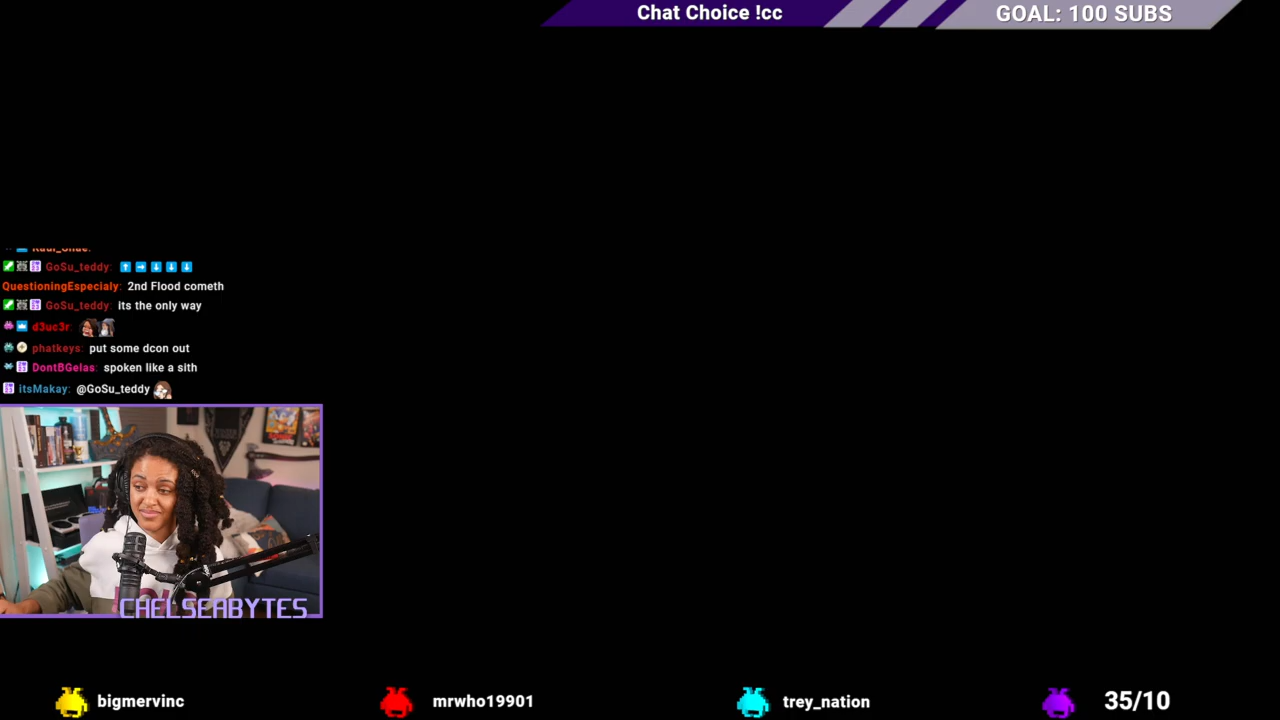 Chat Choice !cc
GOAL: 100 SUBS
GoSu_teddy:
QuestioningEspecialy: 2nd Flood cometh
GoSu_teddy: its the only way
d3uc3r:
phatkeys: put some dcon out
DontBGelas: spoken like a sith
itsMakay: @GoSu_teddy
CHELSEABYTES
bigmervinc
mrwho19901
trey_nation
35/10